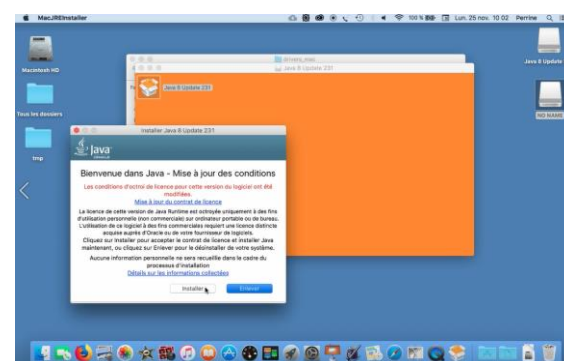 MacJREInstaller
100 % Lun. 25 nov. 10:02 Perrine
Macintosh HD
Tous les dossiers
tmp
Java 8 Update
NO NAME
drivers_mac
Java 8 Update 231
Java 8 Update 231
Installer Java 8 Update 231
Java
Bienvenue dans Java - Mise à jour des conditions
Les conditions d'octroi de licence pour cette version du logiciel ont été
modifiées.
Mise à jour du contrat de licence
La licence de cette version de Java Runtime est octroyée uniquement à des fins
d'utilisation personnelle (non commerciale) sur ordinateur portable ou de bureau.
L'utilisation de ce logiciel à des fins commerciales requiert une licence distincte
acquise auprès d'Oracle ou de votre fournisseur de logiciels.
Cliquez sur Installer pour accepter le contrat de licence et installer Java
maintenant, ou cliquez sur Enlever pour le désinstaller de votre système.
Aucune information personnelle ne sera recueillie dans le cadre du
processus d'installation
Détails sur les informations collectées
Installer
Enlever